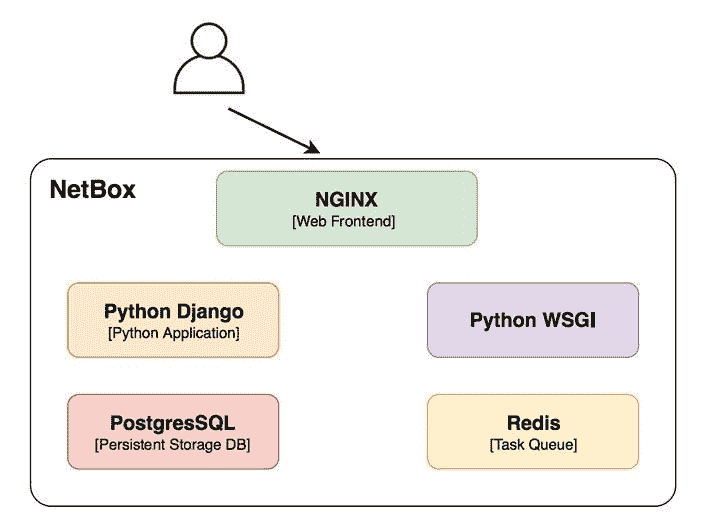 NetBox
NGINX
[Web Frontend]
Python Django
[Python Application]
Python WSGI
PostgresSQL
[Persistent Storage DB]
Redis
[Task Queue]